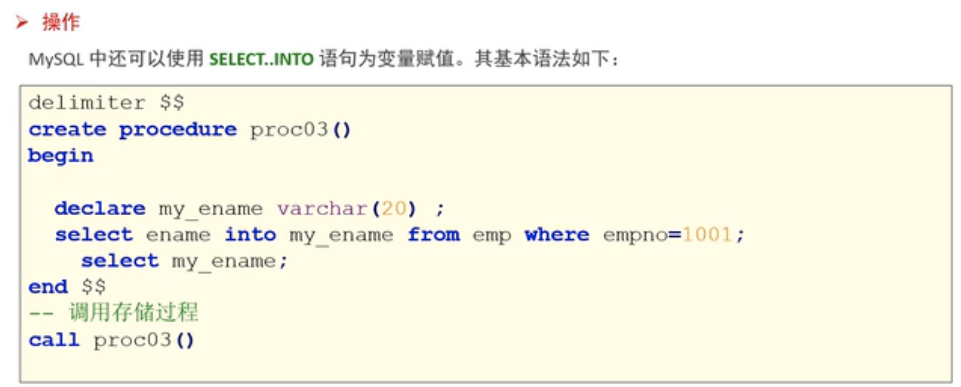 ➢ 操作
MySQL 中还可以使用 SELECT..INTO 语句为变量赋值。其基本语法如下：
delimiter $$
create procedure proc03()
begin
declare my_ename varchar(20) ;
select ename into my_ename from emp where empno=1001;
select my_ename;
end $$
-- 调用存储过程
call proc03()